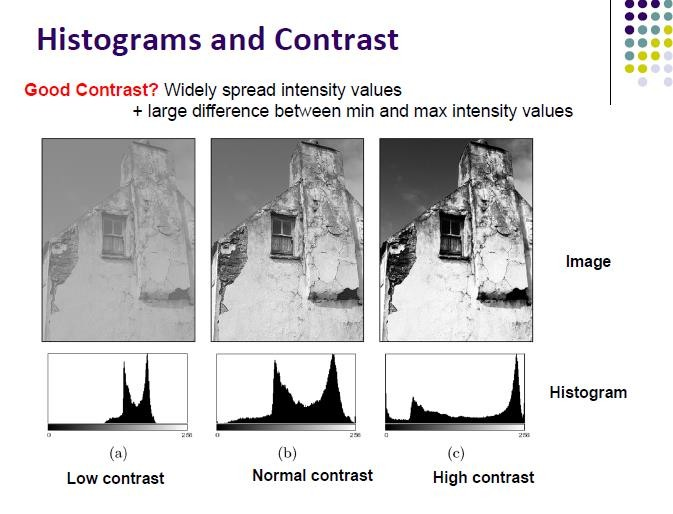 Histograms and Contrast
Good Contrast? Widely spread intensity values
+ large difference between min and max intensity values
Image
Histogram
0 256 0 256 0 256
(a) (b) (c)
Low contrast Normal contrast High contrast